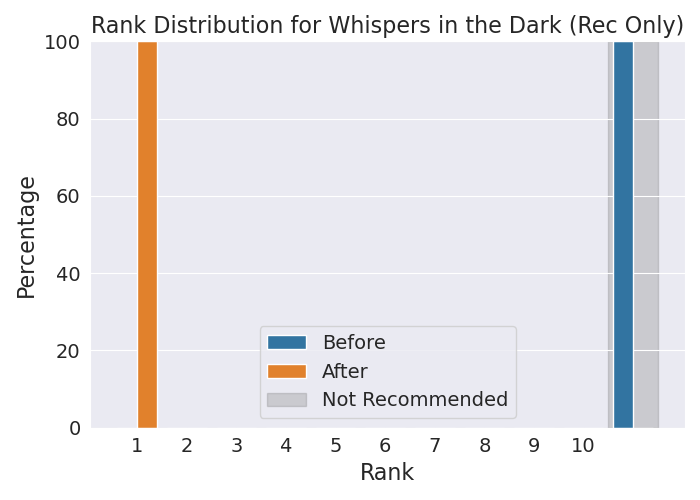 Rank Distribution for Whispers in the Dark (Rec Only)
100
80
60
40
20
0
Percentage
Before
After
Not Recommended
1 2 3 4 5 6 7 8 9 10
Rank